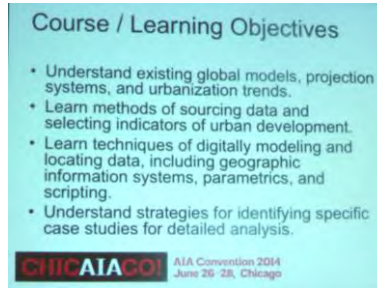 Course / Learning Objectives
• Understand existing global models, projection
systems, and urbanization trends.
• Learn methods of sourcing data and
selecting indicators of urban development.
• Learn techniques of digitally modeling and
locating data, including geographic
information systems, parametrics, and
scripting.
• Understand strategies for identifying specific
case studies for detailed analysis.
CHICAIAGO!
AIA Convention 2014
June 26-28, Chicago